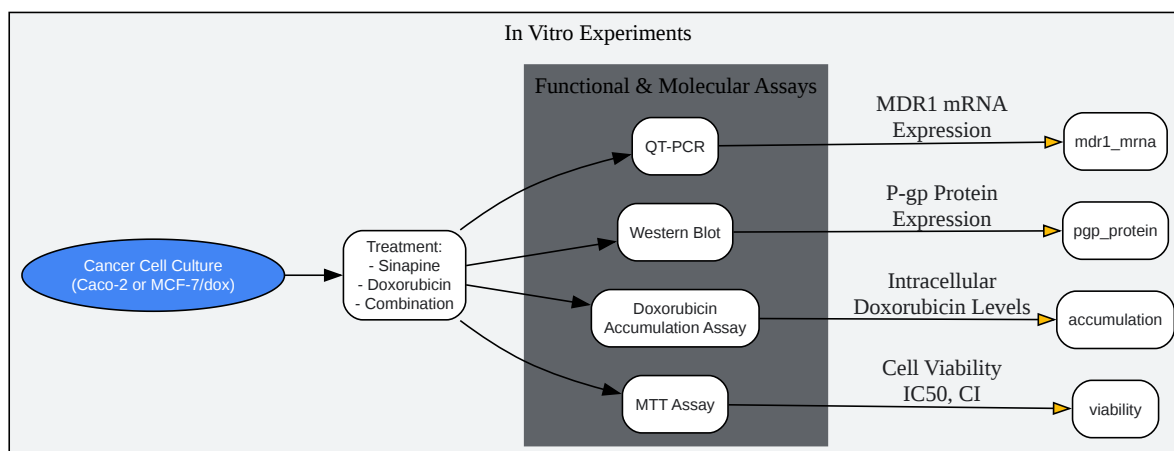 In Vitro Experiments
Functional & Molecular Assays
Cancer Cell Culture
(Caco-2 or MCF-7/dox)
Treatment:
- Sinapine
- Doxorubicin
- Combination
QT-PCR
MDR1 mRNA
Expression
mdr1_mrna
Western Blot
P-gp Protein
Expression
pgp_protein
Doxorubicin
Accumulation Assay
Intracellular
Doxorubicin Levels
accumulation
MTT Assay
Cell Viability
IC50, CI
viability